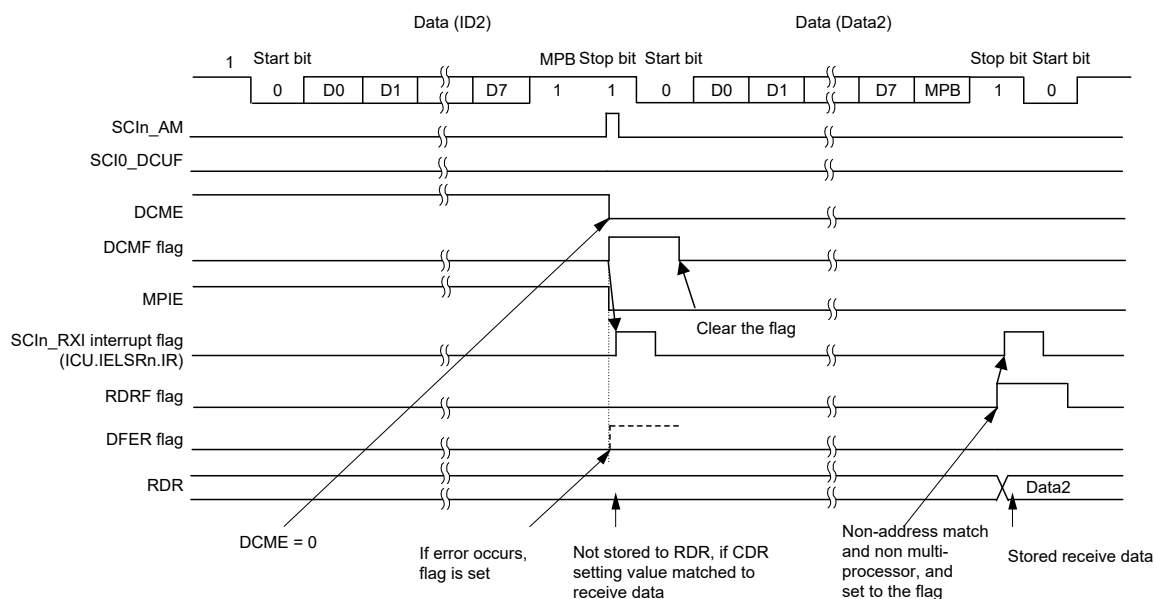 Data (ID2) Data (Data2)
1 Start bit MPB Stop bit Start bit Stop bit Start bit
0 D0 D1 D7 1 1 0 D0 D1 D7 MPB 1 0
SCIn_AM
SCI0_DCUF
DCME
DCMF flag
MPIE
Clear the flag
SCIn_RXI interrupt flag
(ICU.IELSRn.IR)
RDRF flag
DFER flag
RDR Data2
DCME = 0
If error occurs,
flag is set
Not stored to RDR, if CDR
setting value matched to
receive data
Non-address match
and non multi-
processor, and
set to the flag
Stored receive data